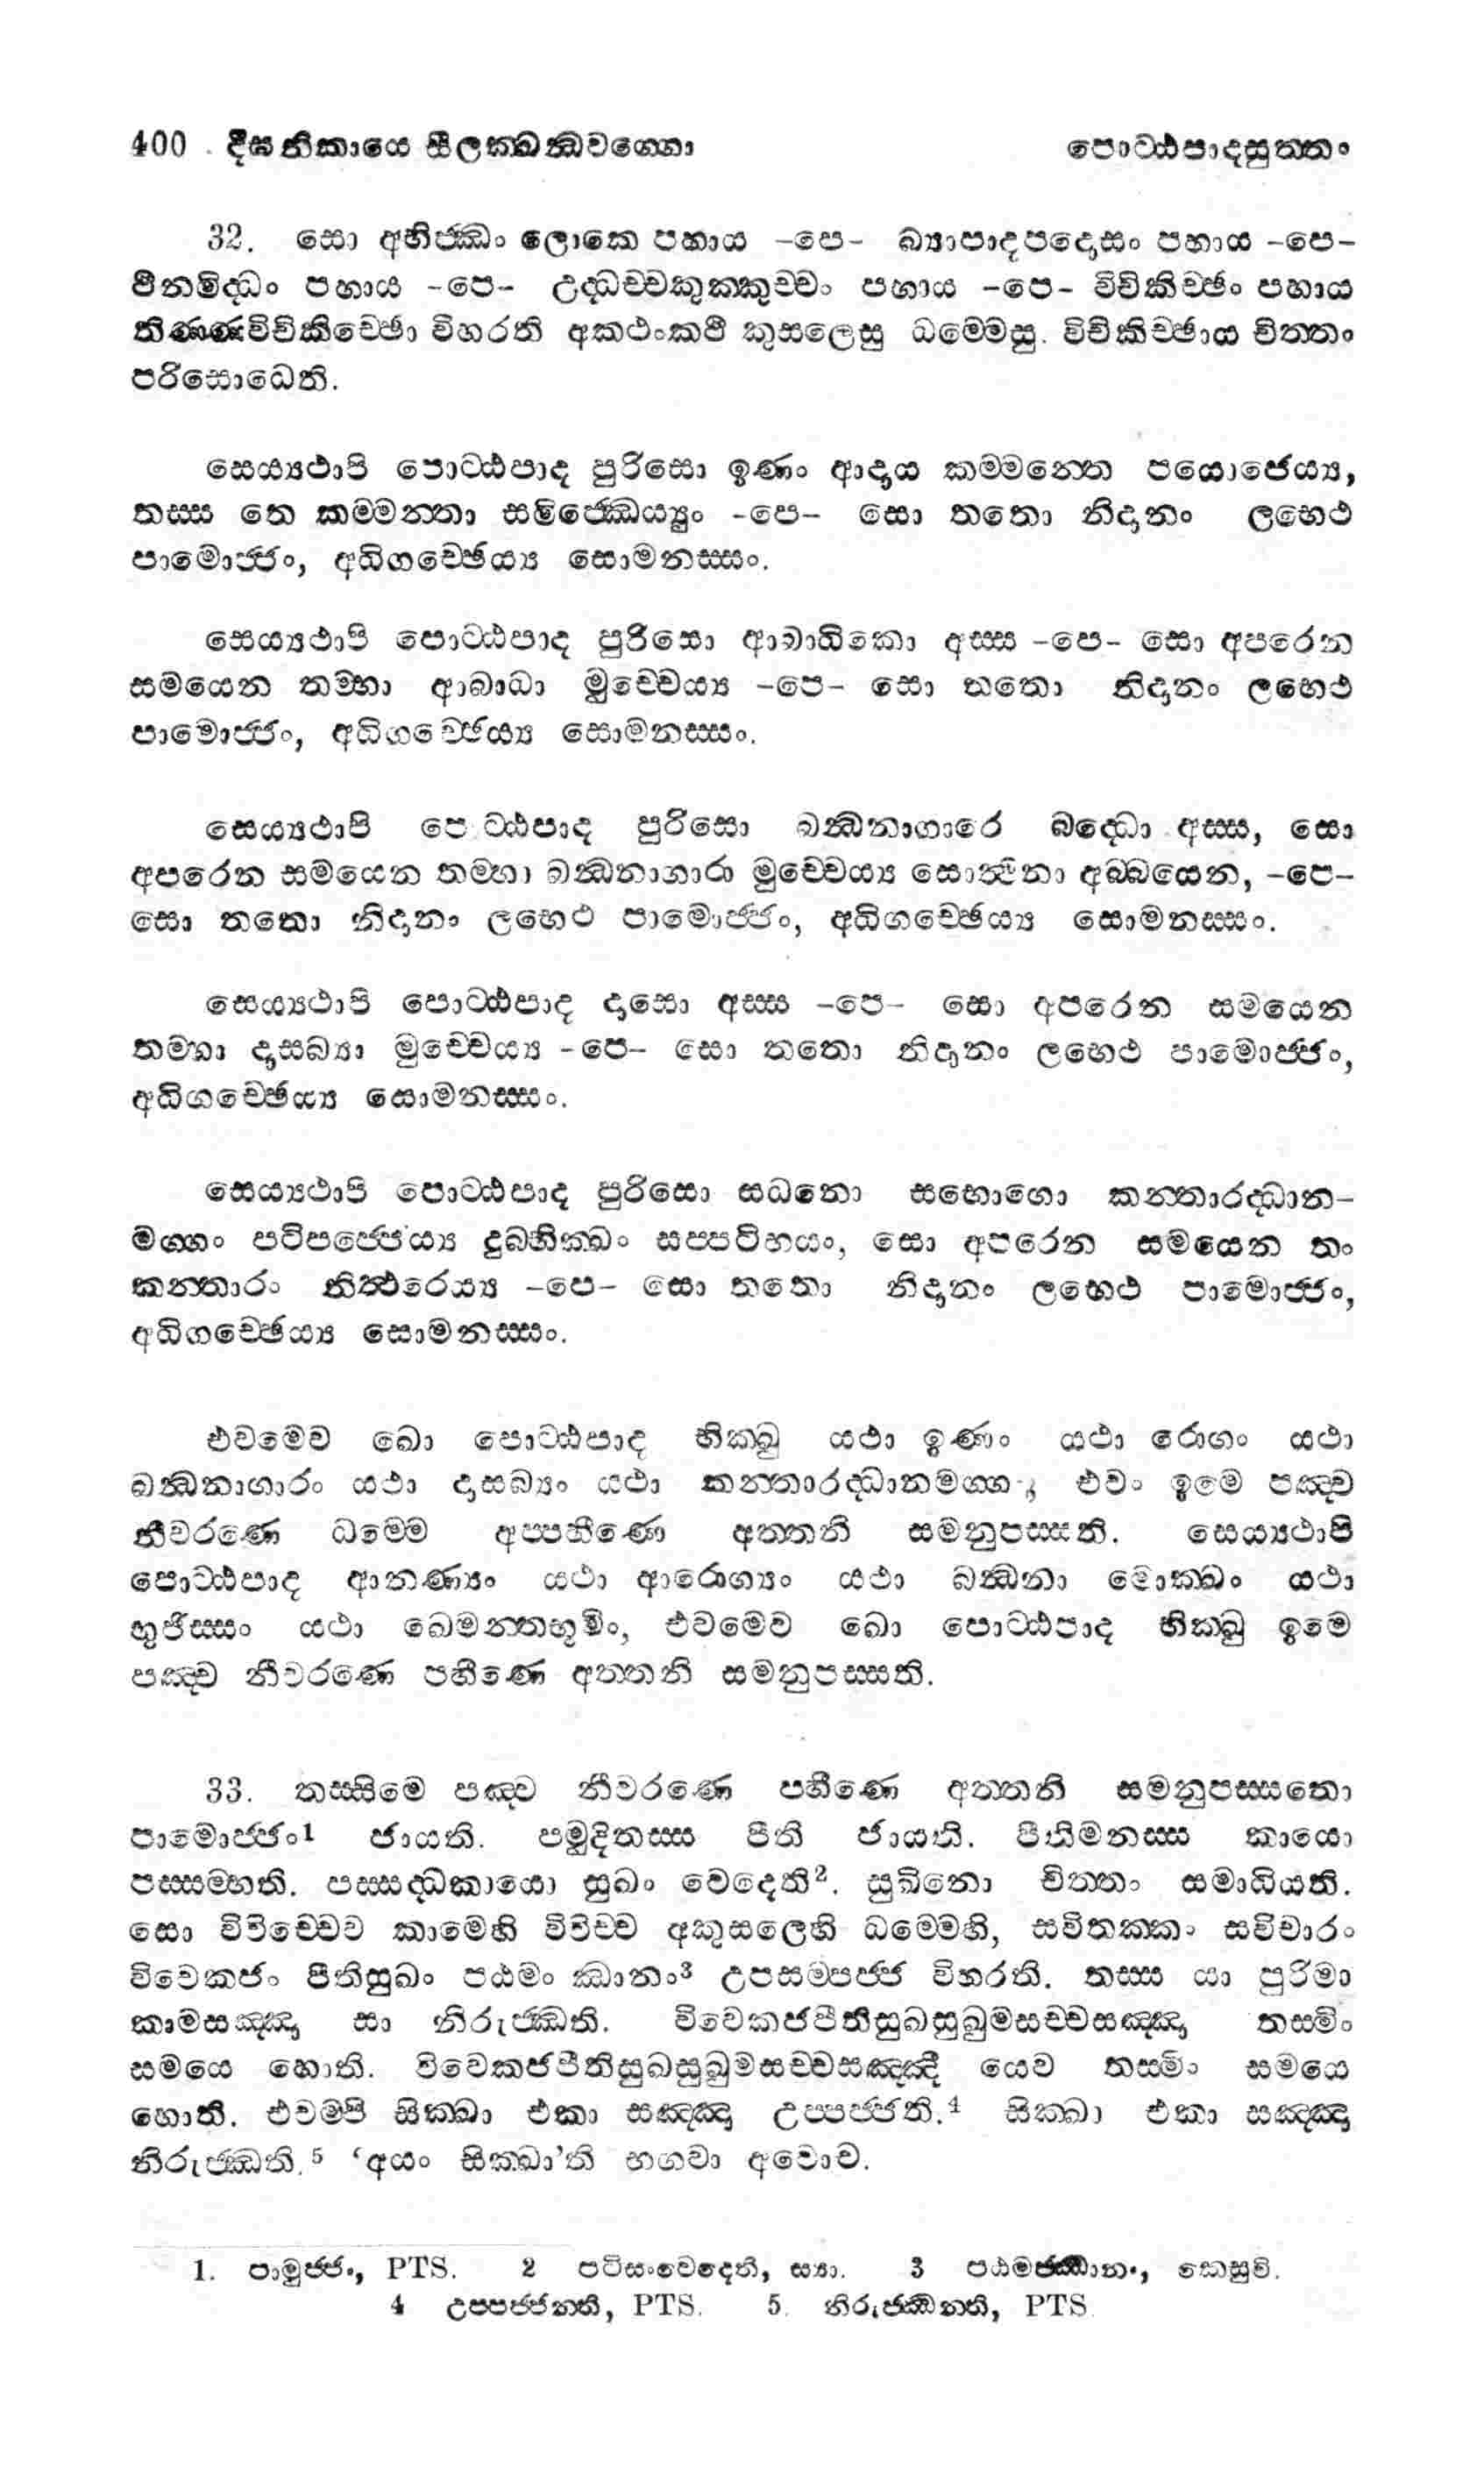 400 දීඝනිකායෙ සීලක්ඛන්ධවග්ගො පොට්ඨපාදසුත්තං
32. සො අභිජ්ඣං ලොකෙ පහාය -පෙ- බ්‍යාපාදපදොසං පහාය -පෙ-
ථීනමිද්ධං පහාය -පෙ- උද්ධච්චකුක්කුච්චං පහාය -පෙ- විචිකිච්ඡං පහාය
තිණ්ණවිචිකිච්ඡො විහරති අකථංකථී කුසලෙසු ධම්මෙසු. විචිකිච්ඡාය චිත්තං
පරිසොධෙති.
සෙය්‍යථාපි පොට්ඨපාද පුරිසො ඉණං ආදාය කම්මන්තෙ පයොජෙය්‍ය,
තස්ස තෙ කම්මන්තා සමිජ්ඣෙය්‍යුං -පෙ- සො තතො නිදානං ලභෙථ
පාමොජ්ජං, අධිගච්ඡෙය්‍ය සොමනස්සං.
සෙය්‍යථාපි පොට්ඨපාද පුරිසො ආබාධිකො අස්ස -පෙ- සො අපරෙන
සමයෙන තම්හා ආබාධා මුච්චෙය්‍ය -පෙ- සො තතො නිදානං ලභෙථ
පාමොජ්ජං, අධිගච්ඡෙය්‍ය සොමනස්සං.
සෙය්‍යථාපි පොට්ඨපාද පුරිසො බන්ධනාගාරෙ බද්ධො අස්ස, සො
අපරෙන සමයෙන තම්හා බන්ධනාගාරා මුච්චෙය්‍ය සොත්ථිනා අබ්බයෙන, -පෙ-
සො තතො නිදානං ලභෙථ පාමොජ්ජං, අධිගච්ඡෙය්‍ය සොමනස්සං.
සෙය්‍යථාපි පොට්ඨපාද දාසො අස්ස -පෙ- සො අපරෙන සමයෙන
තම්හා දාසබ්‍යා මුච්චෙය්‍ය -පෙ- සො තතො නිදානං ලභෙථ පාමොජ්ජං,
අධිගච්ඡෙය්‍ය සොමනස්සං.
සෙය්‍යථාපි පොට්ඨපාද පුරිසො සධනො සභොගො කන්තාරද්ධාන-
මග්ගං පටිපජ්ජෙය්‍ය දුබ්භික්ඛං සප්පටිභයං, සො අපරෙන සමයෙන තං
කන්තාරං නිත්ථරෙය්‍ය -පෙ- සො තතො නිදානං ලභෙථ පාමොජ්ජං,
අධිගච්ඡෙය්‍ය සොමනස්සං.
එවමෙව ඛො පොට්ඨපාද භික්ඛු යථා ඉණං යථා රොගං යථා
බන්ධනාගාරං යථා දාසබ්‍යං යථා කන්තාරද්ධානමග්ගං, එවං ඉමෙ පඤ්ච
නීවරණෙ ධම්මෙ අප්පහීණෙ අත්තනි සමනුපස්සති. සෙය්‍යථාපි
පොට්ඨපාද ආනණ්‍යං යථා ආරොග්‍යං යථා බන්ධනා මොක්ඛං යථා
භුජිස්සං යථා ඛෙමන්තභූමිං, එවමෙව ඛො පොට්ඨපාද භික්ඛු ඉමෙ
පඤ්ච නීවරණෙ පහීණෙ අත්තනි සමනුපස්සති.
33. තස්සිමෙ පඤ්ච නීවරණෙ පහීණෙ අත්තනි සමනුපස්සතො
පාමොජ්ජං¹ ජායති. පමුදිතස්ස පීති ජායති. පීතිමනස්ස කායො
පස්සම්භති. පස්සද්ධකායො සුඛං වෙදෙති². සුඛිනො චිත්තං සමාධියති.
සො විවිච්චෙව කාමෙහි විවිච්ච අකුසලෙහි ධම්මෙහි, සවිතක්කං සවිචාරං
විවෙකජං පීතිසුඛං පඨමං ඣානං³ උපසම්පජ්ජ විහරති. තස්ස යා පුරිමා
කාමසඤ්ඤා සා නිරුජ්ඣති. විවෙකජපීතිසුඛසුඛුමසච්චසඤ්ඤා තස්මිං
සමයෙ හොති. විවෙකජපීතිසුඛසුඛුමසච්චසඤ්ඤී යෙව තස්මිං සමයෙ
හොති. එවම්පි සික්ඛා එකා සඤ්ඤා උප්පජ්ජති.⁴ සික්ඛා එකා සඤ්ඤා
නිරුජ්ඣති.⁵ ‘අයං සික්ඛා’ති භගවා අවොච.
1. පාමුජ්ජං, PTS. 2 පටිසංවෙදෙති, ස්‍යා. 3 පඨමජ්ඣානං, කෙසුචි.
4 උප්පජ්ජන්ති, PTS. 5. නිරුජ්ඣන්ති, PTS